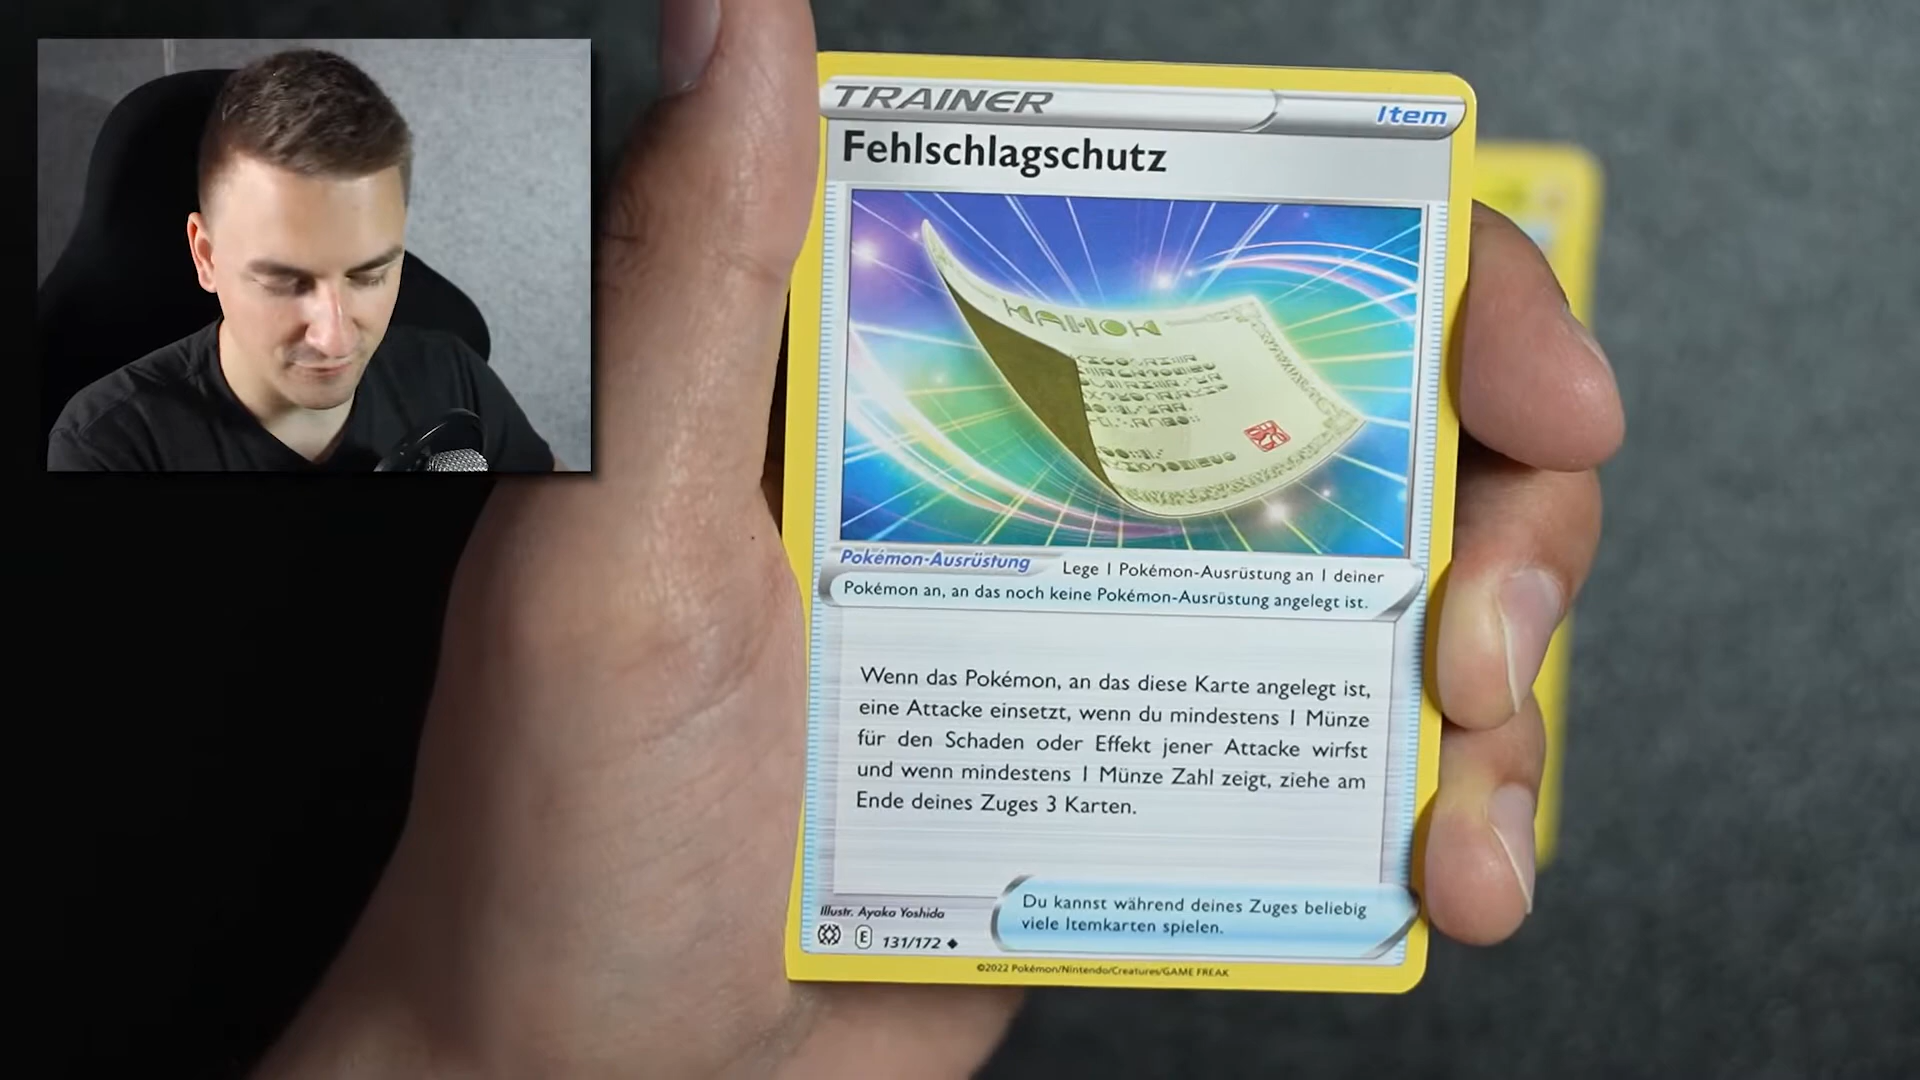 TRAINER
Item
Fehlschlagschutz
Pokémon-Ausrüstung
Lege 1 Pokémon-Ausrüstung an 1 deiner
Pokémon an, an das noch keine Pokémon-Ausrüstung angelegt ist.
Wenn das Pokémon, an das diese Karte angelegt ist,
eine Attacke einsetzt, wenn du mindestens 1 Münze
für den Schaden oder Effekt jener Attacke wirfst
und wenn mindestens 1 Münze Zahl zeigt, ziehe am
Ende deines Zuges 3 Karten.
Du kannst während deines Zuges beliebig
viele Itemkarten spielen.
Illustr. Ayaka Yoshida
E 131/172
©2022 Pokémon/Nintendo/Creatures/GAME FREAK